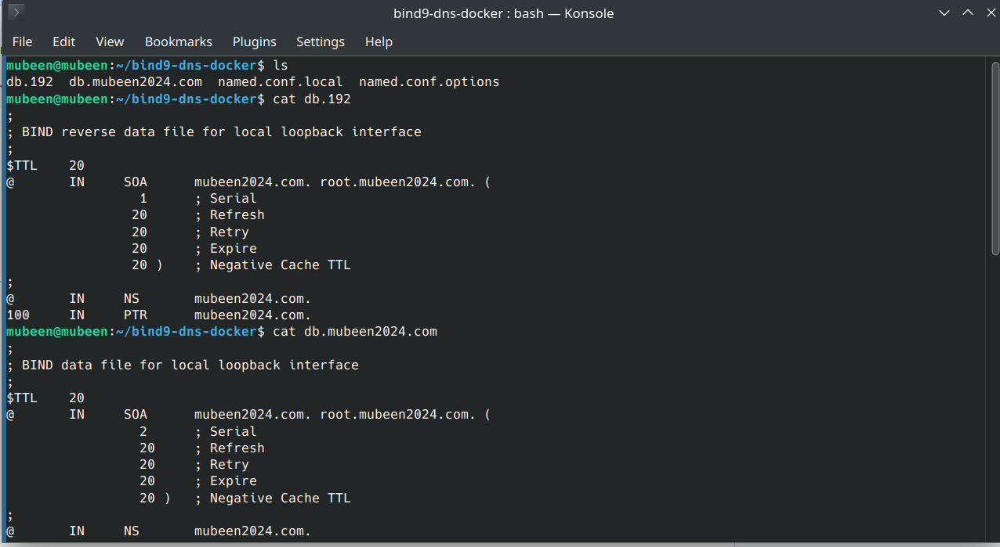 bind9-dns-docker : bash — Konsole
File Edit View Bookmarks Plugins Settings Help
mubeen@mubeen:~/bind9-dns-docker$ ls
db.192  db.mubeen2024.com  named.conf.local  named.conf.options
mubeen@mubeen:~/bind9-dns-docker$ cat db.192
;
; BIND reverse data file for local loopback interface
;
$TTL    20
@       IN     SOA      mubeen2024.com. root.mubeen2024.com. (
                 1      ; Serial
                20      ; Refresh
                20      ; Retry
                20      ; Expire
                20 )    ; Negative Cache TTL
;
@       IN     NS       mubeen2024.com.
100     IN     PTR      mubeen2024.com.
mubeen@mubeen:~/bind9-dns-docker$ cat db.mubeen2024.com
;
; BIND data file for local loopback interface
;
$TTL    20
@       IN     SOA      mubeen2024.com. root.mubeen2024.com. (
                 2      ; Serial
                 20     ; Refresh
                 20     ; Retry
                 20     ; Expire
                 20 )   ; Negative Cache TTL
;
@       IN     NS       mubeen2024.com.